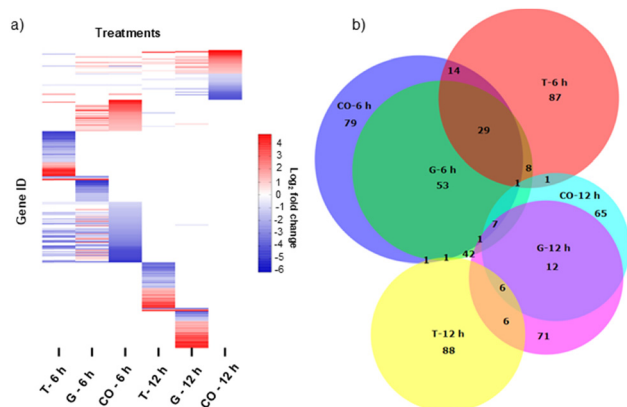 a)
Treatments
Gene ID
4
3
2
1
0
-1
-2
-3
-4
-5
-6
Log₂ fold change
T- 6 h
G - 6 h
CO - 6 h
T- 12 h
G - 12 h
CO - 12 h
b)
14
T-6 h
87
CO-6 h
79
29
8
G-6 h
53
1
1
CO-12 h
65
7
1
G-12 h
12
42
1
1
6
6
71
T-12 h
88